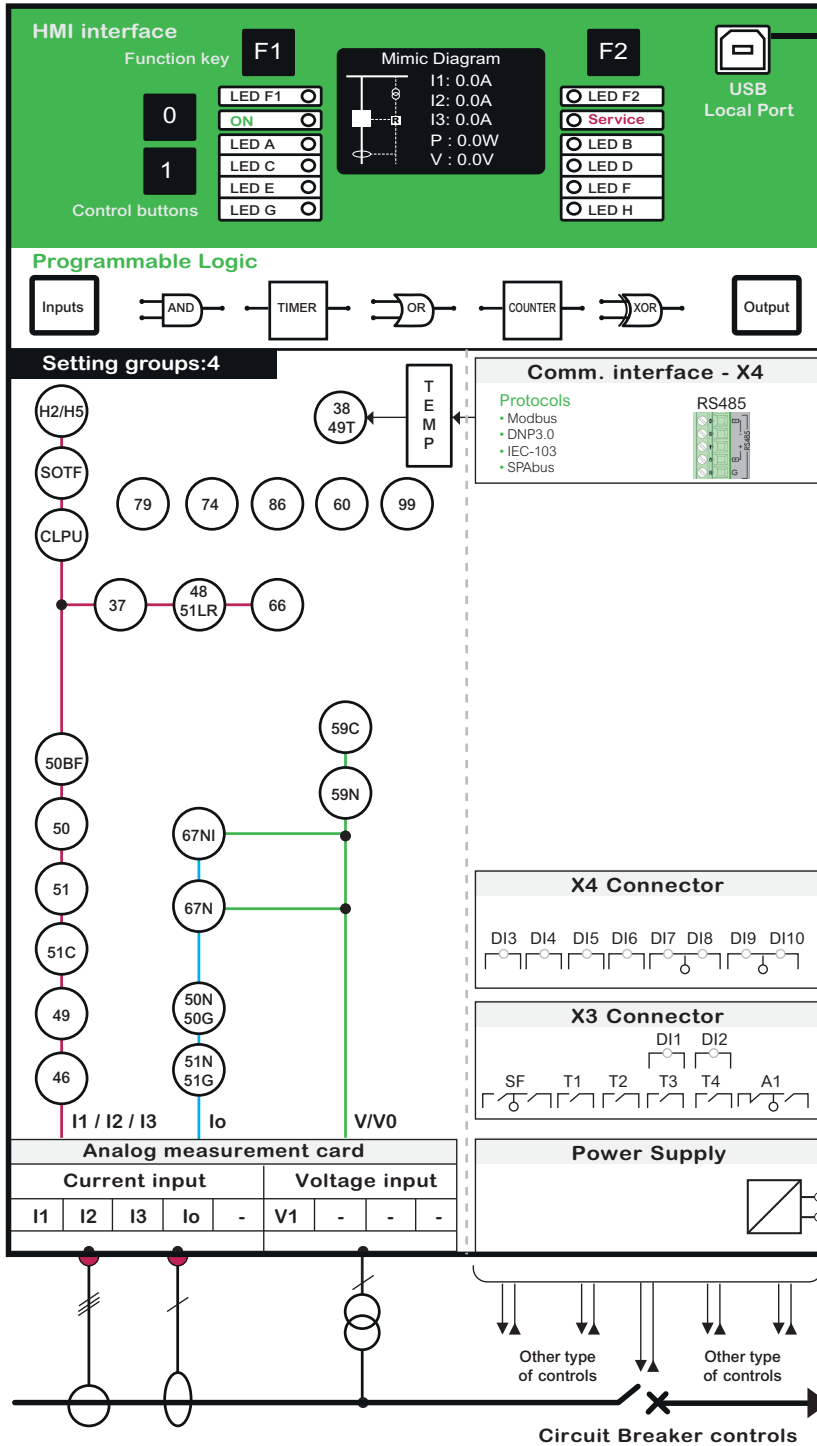 HMI interface
Function key
F1
F2
0
1
Control buttons
LED F1
ON
LED A
LED C
LED E
LED G
Mimic Diagram
I1: 0.0A
I2: 0.0A
I3: 0.0A
P : 0.0W
V : 0.0V
R
LED F2
Service
LED B
LED D
LED F
LED H
USB
Local Port
Programmable Logic
Inputs
AND
TIMER
OR
COUNTER
XOR
Output
Setting groups:4
H2/H5
SOTF
CLPU
38
49T
T
E
M
P
79
74
86
60
99
37
48
51LR
66
50BF
50
51
51C
49
46
59C
59N
67NI
67N
50N
50G
51N
51G
I1 / I2 / I3
Io
V/V0
Comm. interface - X4
Protocols
• Modbus
• DNP3.0
• IEC-103
• SPAbus
RS485
RS485
- 
+
G
X4 Connector
DI3 DI4 DI5 DI6 DI7 DI8 DI9 DI10
X3 Connector
DI1 DI2
SF T1 T2 T3 T4 A1
Analog measurement card
Current input
Voltage input
I1 I2 I3 Io - V1 - - -
Power Supply
Other type
of controls
Other type
of controls
Circuit Breaker controls